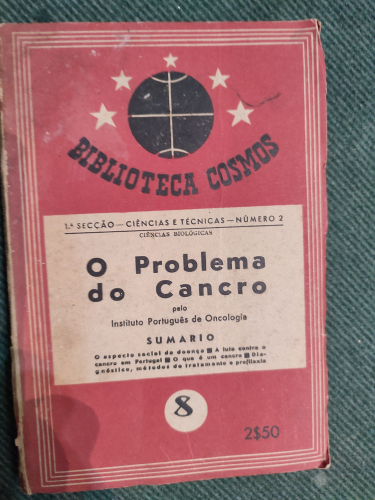 BIBLIOTECA COSMOS
1.ª SECÇÃO — CIÊNCIAS E TÉCNICAS — NÚMERO 2
CIÊNCIAS BIOLÓGICAS
O Problema
do Cancro
pelo
Instituto Português de Oncologia
SUMARIO
O aspecto social da doença ■ A luta contra o
cancro em Portugal ■ O que é um cancro ■ Dia-
gnóstico, métodos de tratamento e profilaxia
8
2$50